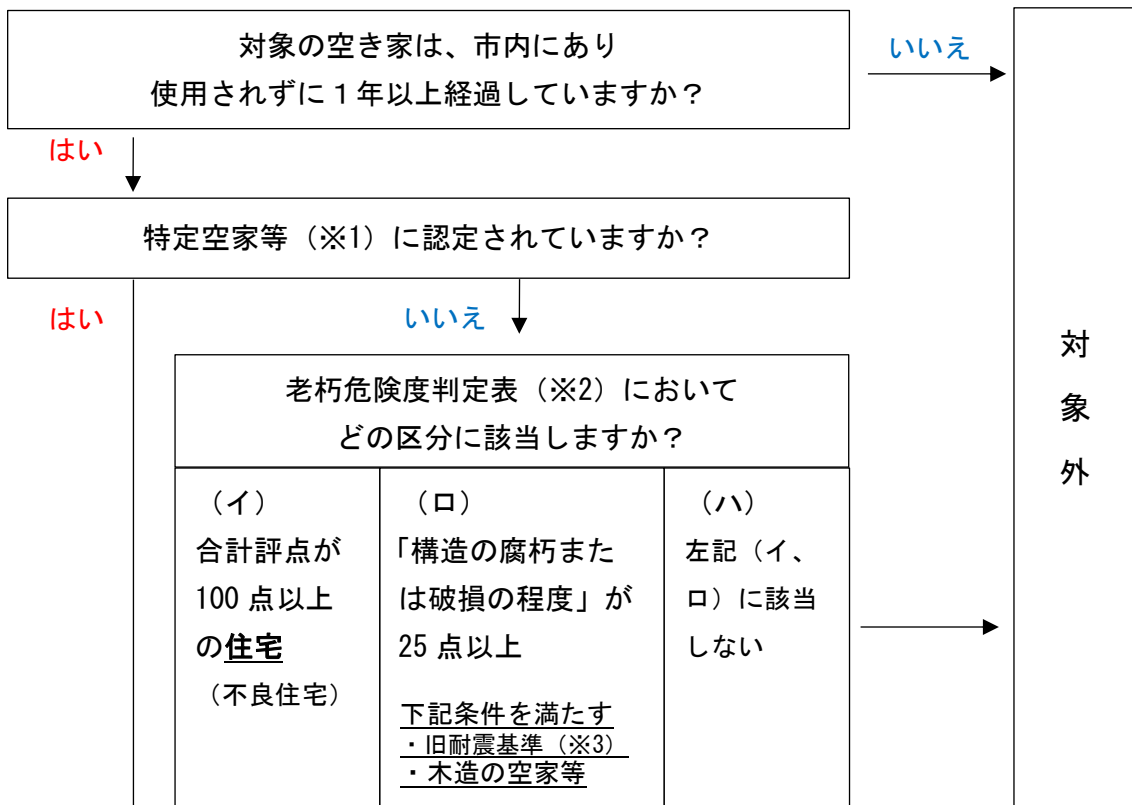 対象の空き家は、市内にあり
使用されずに１年以上経過していますか？
いいえ
はい
特定空家等（※1）に認定されていますか？
はい
いいえ
老朽危険度判定表（※2）において
どの区分に該当しますか？
（イ）
合計評点が
100 点以上
の住宅
（不良住宅）
（ロ）
「構造の腐朽また
は破損の程度」が
25 点以上
下記条件を満たす
・旧耐震基準（※3）
・木造の空家等
（ハ）
左記（イ、
ロ）に該当
しない
対
象
外